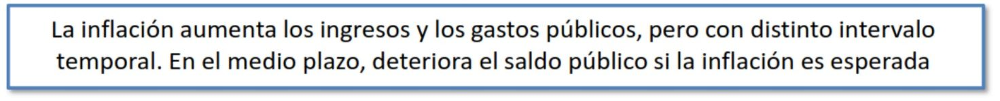 La inflación aumenta los ingresos y los gastos públicos, pero con distinto intervalo
temporal. En el medio plazo, deteriora el saldo público si la inflación es esperada